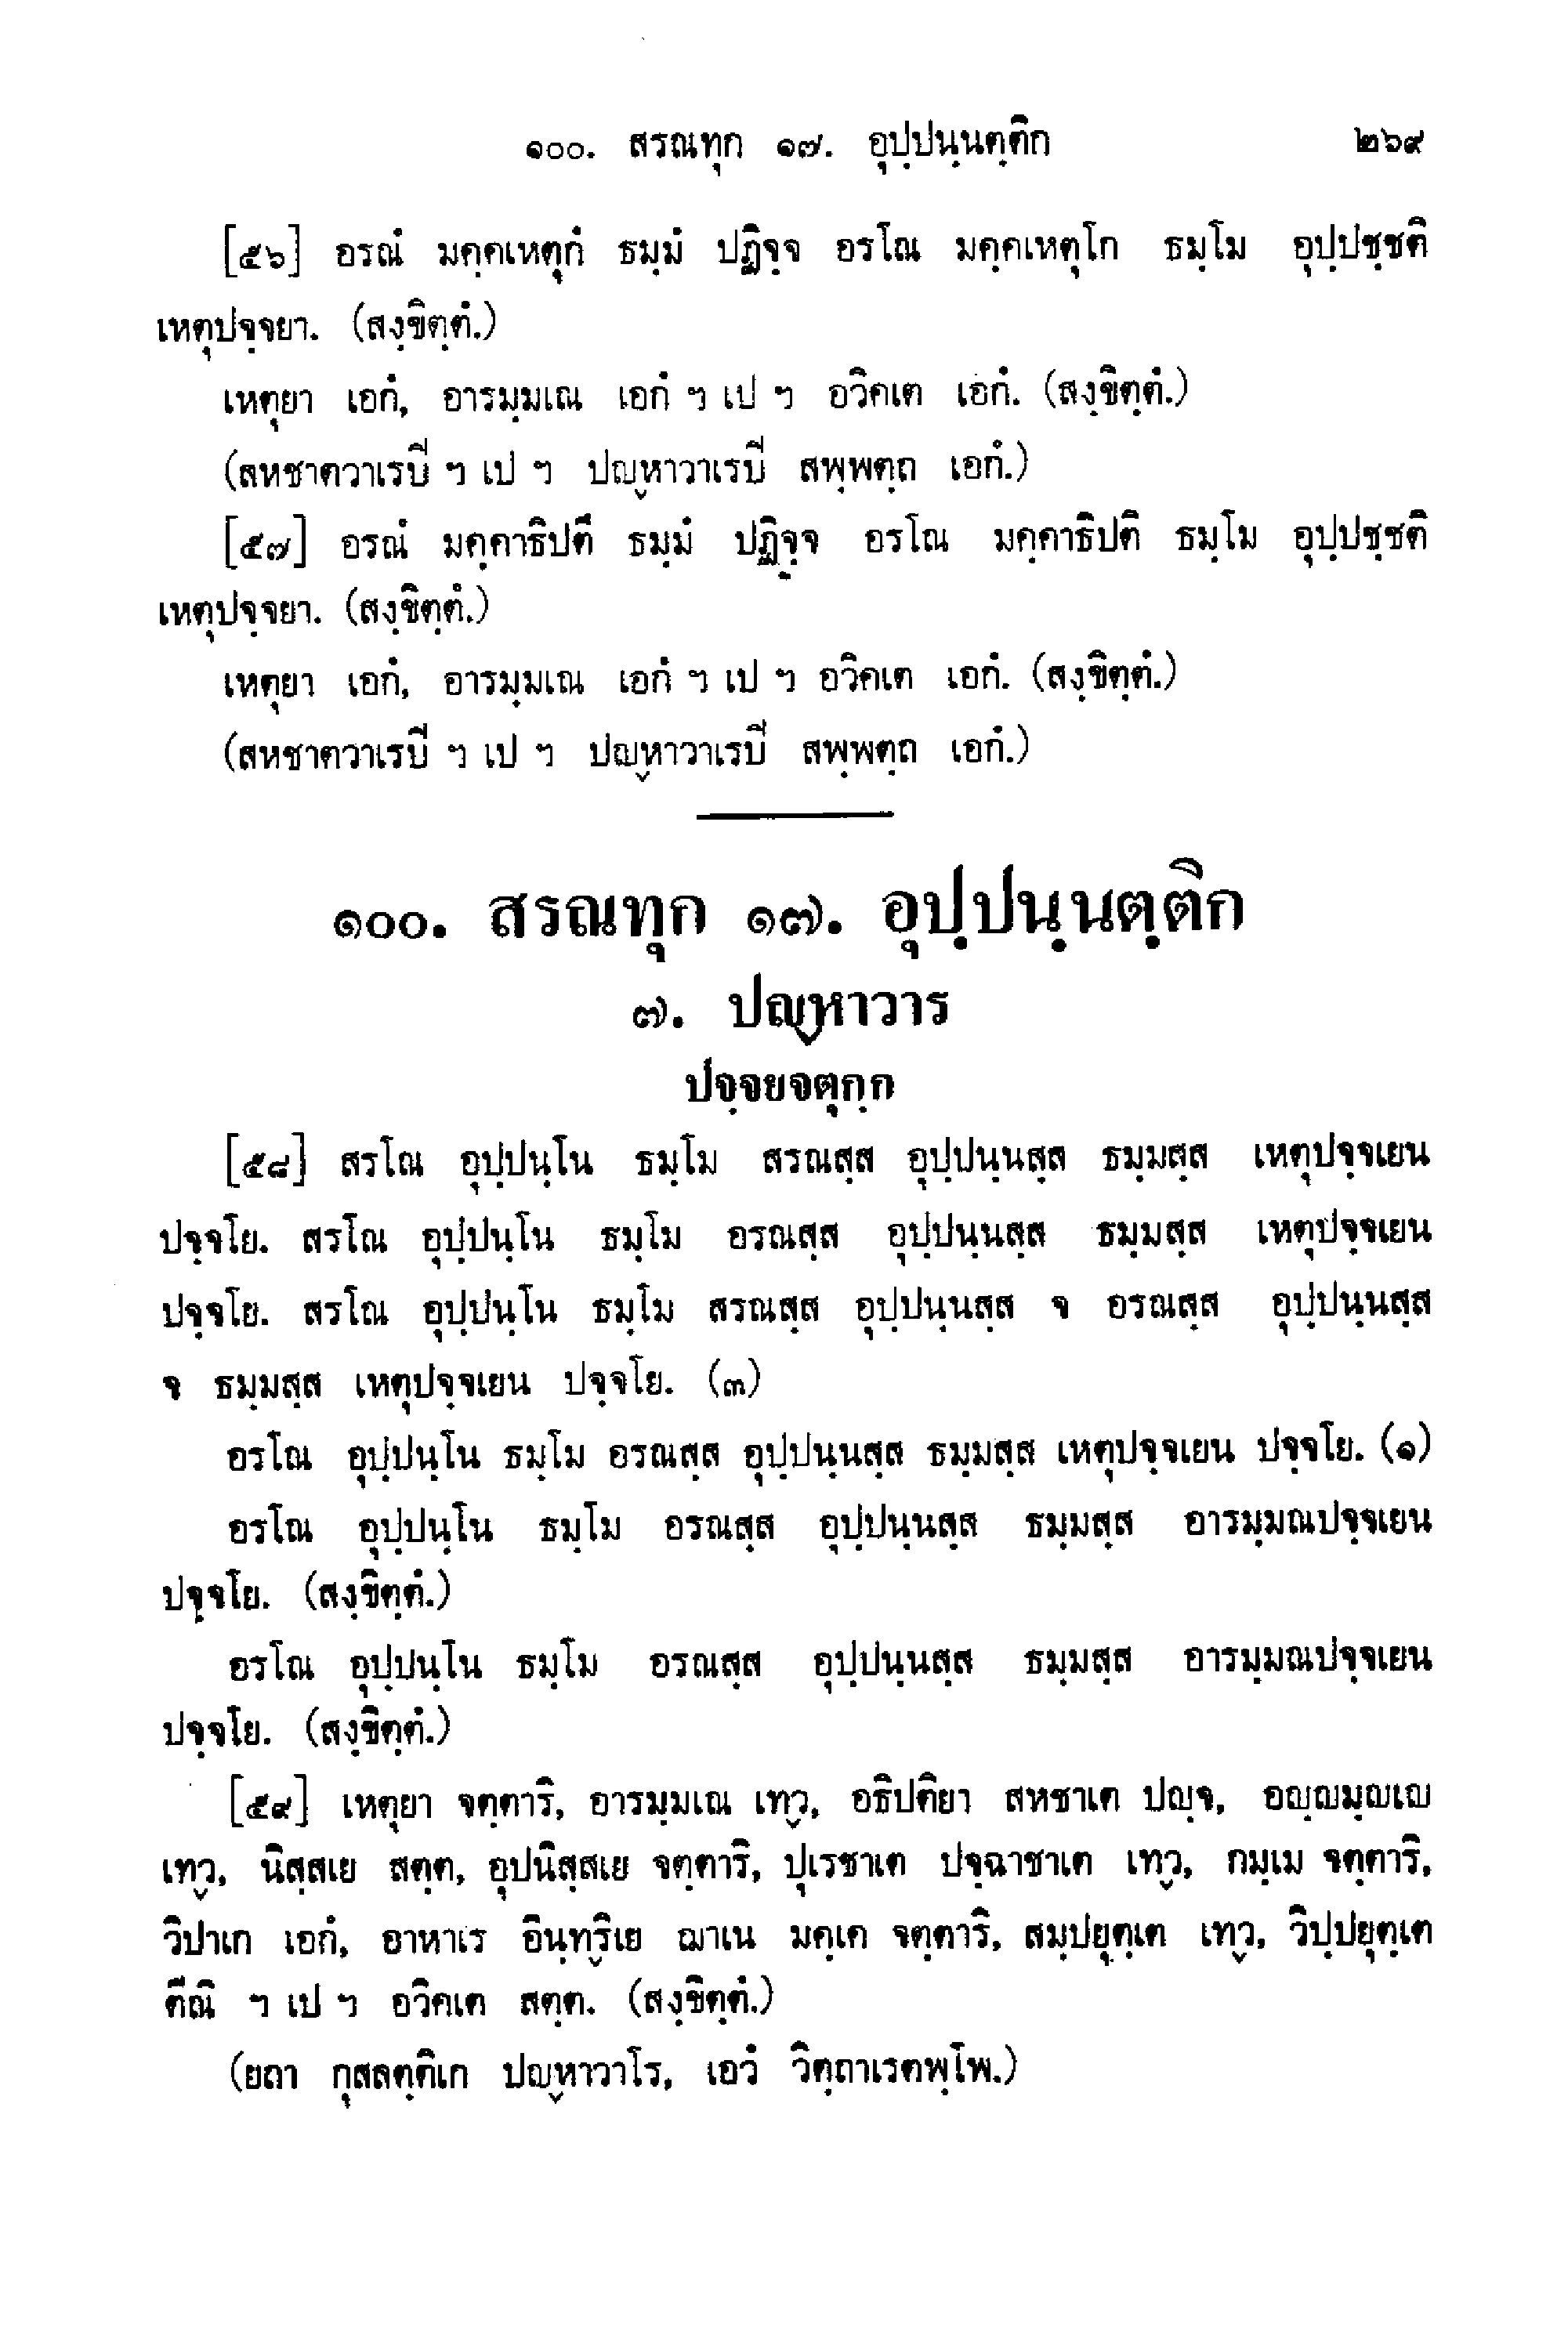 ๑๐๐. สรณทุก ๑๗. อุปฺปนฺนตฺติก ๒๖๙
[๕๖] อรณํ มคฺคเหตุกํ ธมฺมํ ปฏิจฺจ อรโณ มคฺคเหตุโก ธมฺโม อุปฺปชฺชติ
เหตุปจฺจยา. (สงฺขิตฺตํ.)
เหตุยา เอกํ, อารมฺมเณ เอกํ ฯ เป ฯ อวิคเต เอกํ. (สงฺขิตฺตํ.)
(สหชาตวาเรปิ ฯ เป ฯ ปญฺหาวาเรปิ สพฺพตฺถ เอกํ.)
[๕๗] อรณํ มคฺคาธิปตึ ธมฺมํ ปฏิจฺจ อรโณ มคฺคาธิปติ ธมฺโม อุปฺปชฺชติ
เหตุปจฺจยา. (สงฺขิตฺตํ.)
เหตุยา เอกํ, อารมฺมเณ เอกํ ฯ เป ฯ อวิคเต เอกํ. (สงฺขิตฺตํ.)
(สหชาตวาเรปิ ฯ เป ฯ ปญฺหาวาเรปิ สพฺพตฺถ เอกํ.)
๑๐๐. สรณทุก ๑๗. อุปฺปนฺนตฺติก
๗. ปญฺหาวาร
ปจฺจยจตุกฺก
[๕๘] สรโณ อุปฺปนฺโน ธมฺโม สรณสฺส อุปฺปนฺนสฺส ธมฺมสฺส เหตุปจฺจเยน
ปจฺจโย. สรโณ อุปฺปนฺโน ธมฺโม อรณสฺส อุปฺปนฺนสฺส ธมฺมสฺส เหตุปจฺจเยน
ปจฺจโย. สรโณ อุปฺปนฺโน ธมฺโม สรณสฺส อุปฺปนฺนสฺส จ อรณสฺส อุปฺปนฺนสฺส
จ ธมฺมสฺส เหตุปจฺจเยน ปจฺจโย. (๓)
อรโณ อุปฺปนฺโน ธมฺโม อรณสฺส อุปฺปนฺนสฺส ธมฺมสฺส เหตุปจฺจเยน ปจฺจโย. (๑)
อรโณ อุปฺปนฺโน ธมฺโม อรณสฺส อุปฺปนฺนสฺส ธมฺมสฺส อารมฺมณปจฺจเยน
ปจฺจโย. (สงฺขิตฺตํ.)
อรโณ อุปฺปนฺโน ธมฺโม อรณสฺส อุปฺปนฺนสฺส ธมฺมสฺส อารมฺมณปจฺจเยน
ปจฺจโย. (สงฺขิตฺตํ.)
[๕๙] เหตุยา จตฺตาริ, อารมฺมเณ เทฺว, อธิปติยา สหชาเต ปญฺจ, อญฺญมฺญเญ
เทฺว, นิสฺสเย สตฺต, อุปนิสฺสเย จตฺตาริ, ปุเรชาเต ปจฺฉาชาเต เทฺว, กมฺเม จตฺตาริ,
วิปาเก เอกํ, อาหาเร อินฺทฺริเย ฌาเน มคฺเค จตฺตาริ, สมฺปยุตฺเต เทฺว, วิปฺปยุตฺเต
ตีณิ ฯ เป ฯ อวิคเต สตฺต. (สงฺขิตฺตํ.)
(ยถา กุสลตฺติเก ปญฺหาวาโร, เอวํ วิตฺถาเรตพฺโพ.)